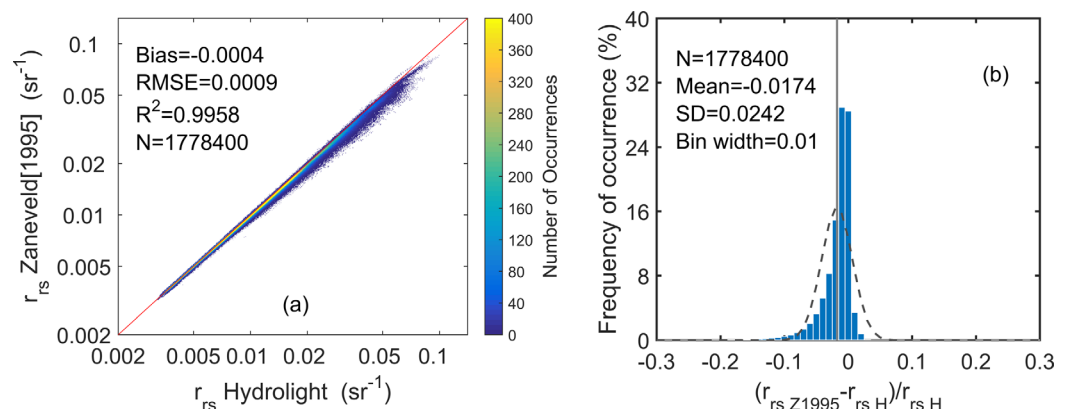 0.1
0.05
0.02
0.01
0.005
0.002
r_rs Zaneveld[1995] (sr^-1)
Bias=-0.0004
RMSE=0.0009
R^2=0.9958
N=1778400
(a)
0.002 0.005 0.01 0.02 0.05 0.1
r_rs Hydrolight (sr^-1)
400
360
320
280
240
200
160
120
80
40
0
Number of Occurrences
40
32
24
16
8
0
Frequency of occurrence (%)
N=1778400
Mean=-0.0174
SD=0.0242
Bin width=0.01
(b)
-0.3 -0.2 -0.1 0 0.1 0.2 0.3
(r_rs Z1995-r_rs H)/r_rs H